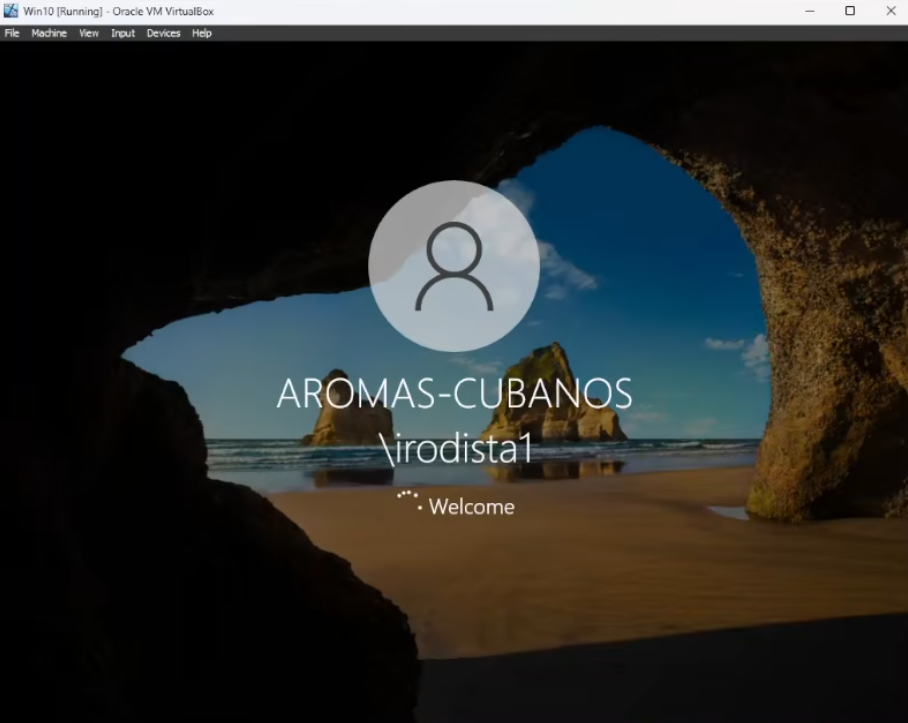 Win10 [Running] - Oracle VM VirtualBox
File Machine View Input Devices Help
AROMAS-CUBANOS
\irodista1
Welcome